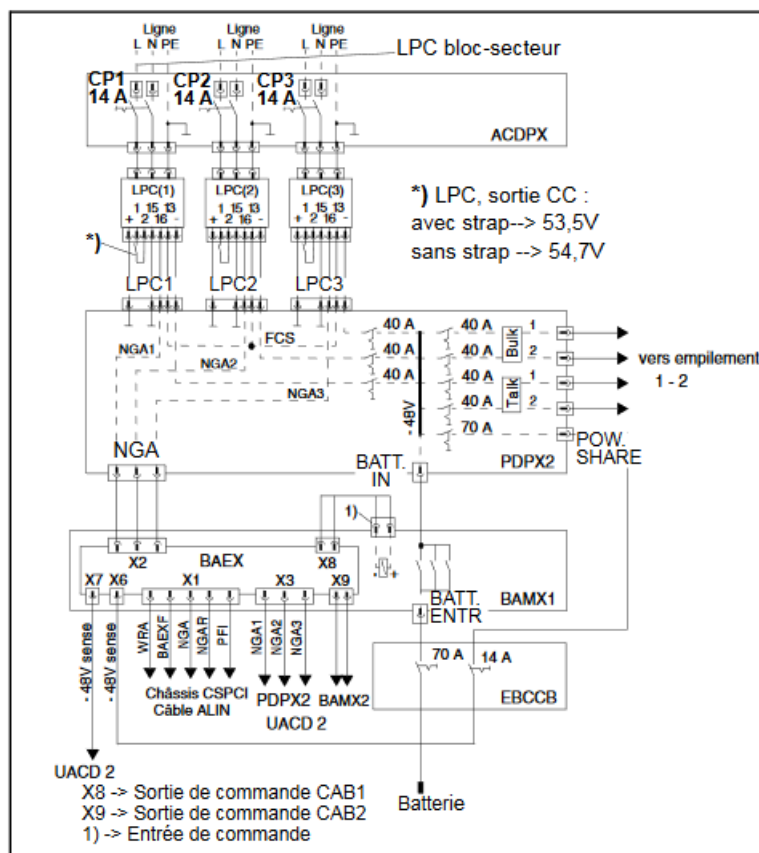 Ligne Ligne Ligne
L N PE L N PE L N PE
LPC bloc-secteur
CP1 CP2 CP3
14 A 14 A 14 A
ACDPX
LPC(1) LPC(2) LPC(3)
1 15 13 1 15 13 1 15 13
+ 2 16 - + 2 16 - + 2 16 -
*) LPC, sortie CC :
avec strap--> 53,5V
sans strap --> 54,7V
*)
LPC1 LPC2 LPC3
FCS
NGA1
NGA2
NGA3
40 A 40 A 1
40 A 40 A 2
Bulk
40 A 40 A 1
40 A 2
Talk
vers empilement
1 - 2
- 48V
70 A
POW.
SHARE
NGA
BATT.
IN
PDPX2
1)
- +
X2 BAEX X8
X7 X6 X1 X3 X9
BAMX1
BATT.
ENTR
- 48V sense
- 48V sense
WRA
BAEXF
NGA
NGAR
PFI
NGA1
NGA2
NGA3
70 A 14 A
EBCCB
Châssis CSPCI
Câble ALIN
PDPX2
UACD 2
BAMX2
UACD 2
Batterie
X8 -> Sortie de commande CAB1
X9 -> Sortie de commande CAB2
1) -> Entrée de commande